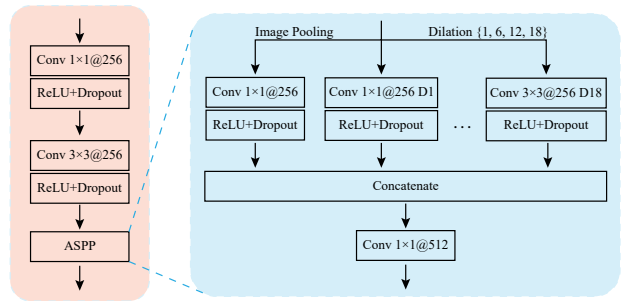 Conv 1×1@256
ReLU+Dropout
Conv 3×3@256
ReLU+Dropout
ASPP
Image Pooling
Dilation {1, 6, 12, 18}
Conv 1×1@256
ReLU+Dropout
Conv 1×1@256 D1
ReLU+Dropout
...
Conv 3×3@256 D18
ReLU+Dropout
Concatenate
Conv 1×1@512